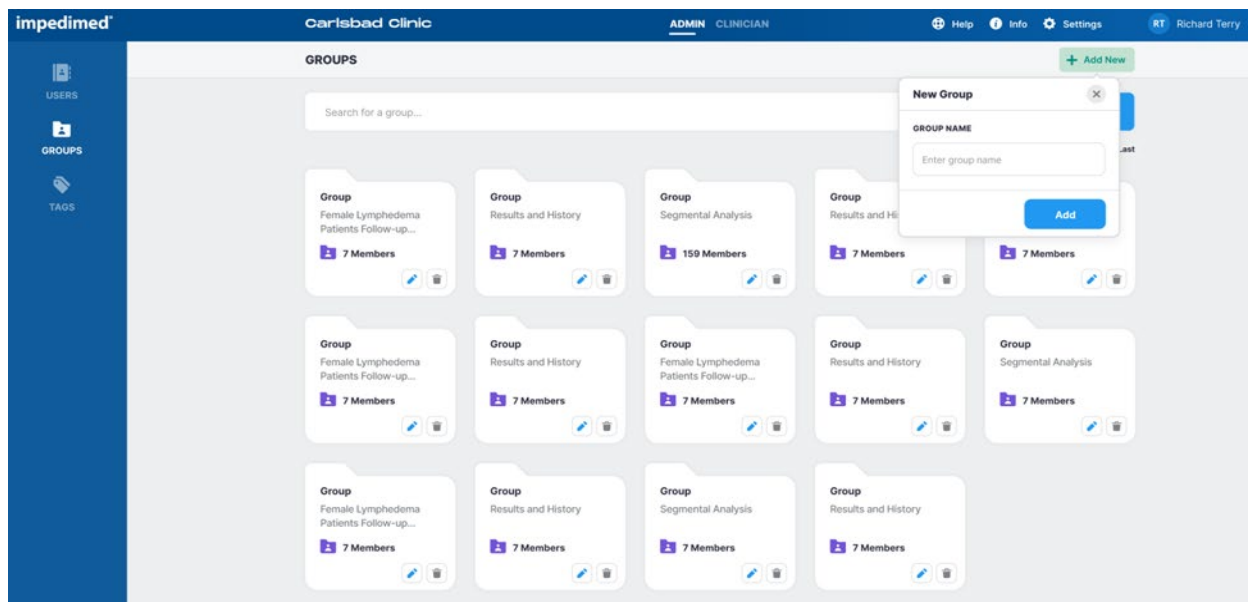 impedimed®
Carlsbad Clinic
ADMIN CLINICIAN
Help Info Settings
RT Richard Terry
USERS
GROUPS
TAGS
GROUPS
+ Add New
Search for a group...
New Group
GROUP NAME
Enter group name
Add
Group
Female Lymphedema
Patients Follow-up...
7 Members
Group
Results and History
7 Members
Group
Segmental Analysis
159 Members
Group
Results and
7 Members
7 Members
Group
Female Lymphedema
Patients Follow-up...
7 Members
Group
Results and History
7 Members
Group
Female Lymphedema
Patients Follow-up...
7 Members
Group
Results and History
7 Members
Group
Segmental Analysis
7 Members
Group
Female Lymphedema
Patients Follow-up...
7 Members
Group
Results and History
7 Members
Group
Segmental Analysis
7 Members
Group
Results and History
7 Members